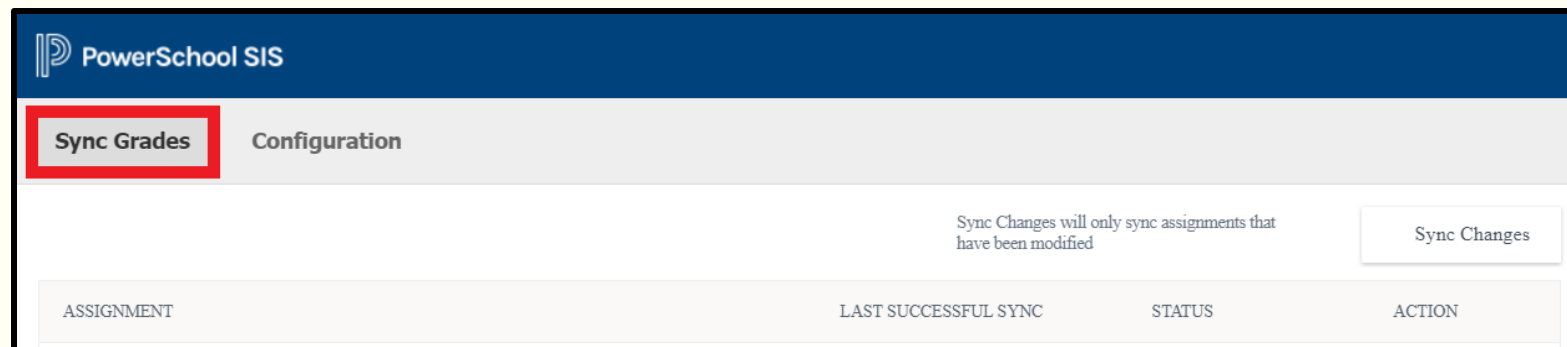 PowerSchool SIS
Sync Grades Configuration
Sync Changes will only sync assignments that
have been modified
Sync Changes
ASSIGNMENT LAST SUCCESSFUL SYNC STATUS ACTION